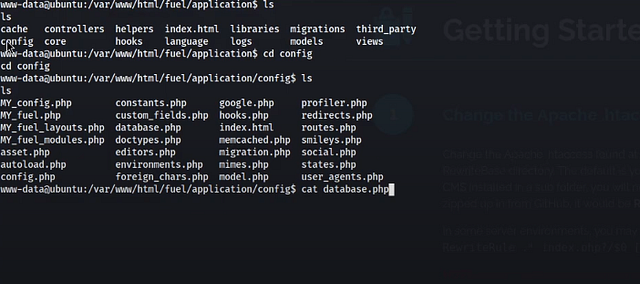 www-data@ubuntu:/var/www/html/fuel/application$ ls
ls
cache controllers helpers index.html libraries migrations third_party
config core hooks language logs models views
www-data@ubuntu:/var/www/html/fuel/application$ cd config
cd config
www-data@ubuntu:/var/www/html/fuel/application/config$ ls
ls
MY_config.php constants.php google.php profiler.php
MY_fuel.php custom_fields.php hooks.php redirects.php
MY_fuel_layouts.php database.php index.html routes.php
MY_fuel_modules.php doctypes.php memcached.php smileys.php
asset.php editors.php migration.php social.php
autoload.php environments.php mimes.php states.php
config.php foreign_chars.php model.php user_agents.php
www-data@ubuntu:/var/www/html/fuel/application/config$ cat database.php
Getting Starte
1
Change the Apache .htacc